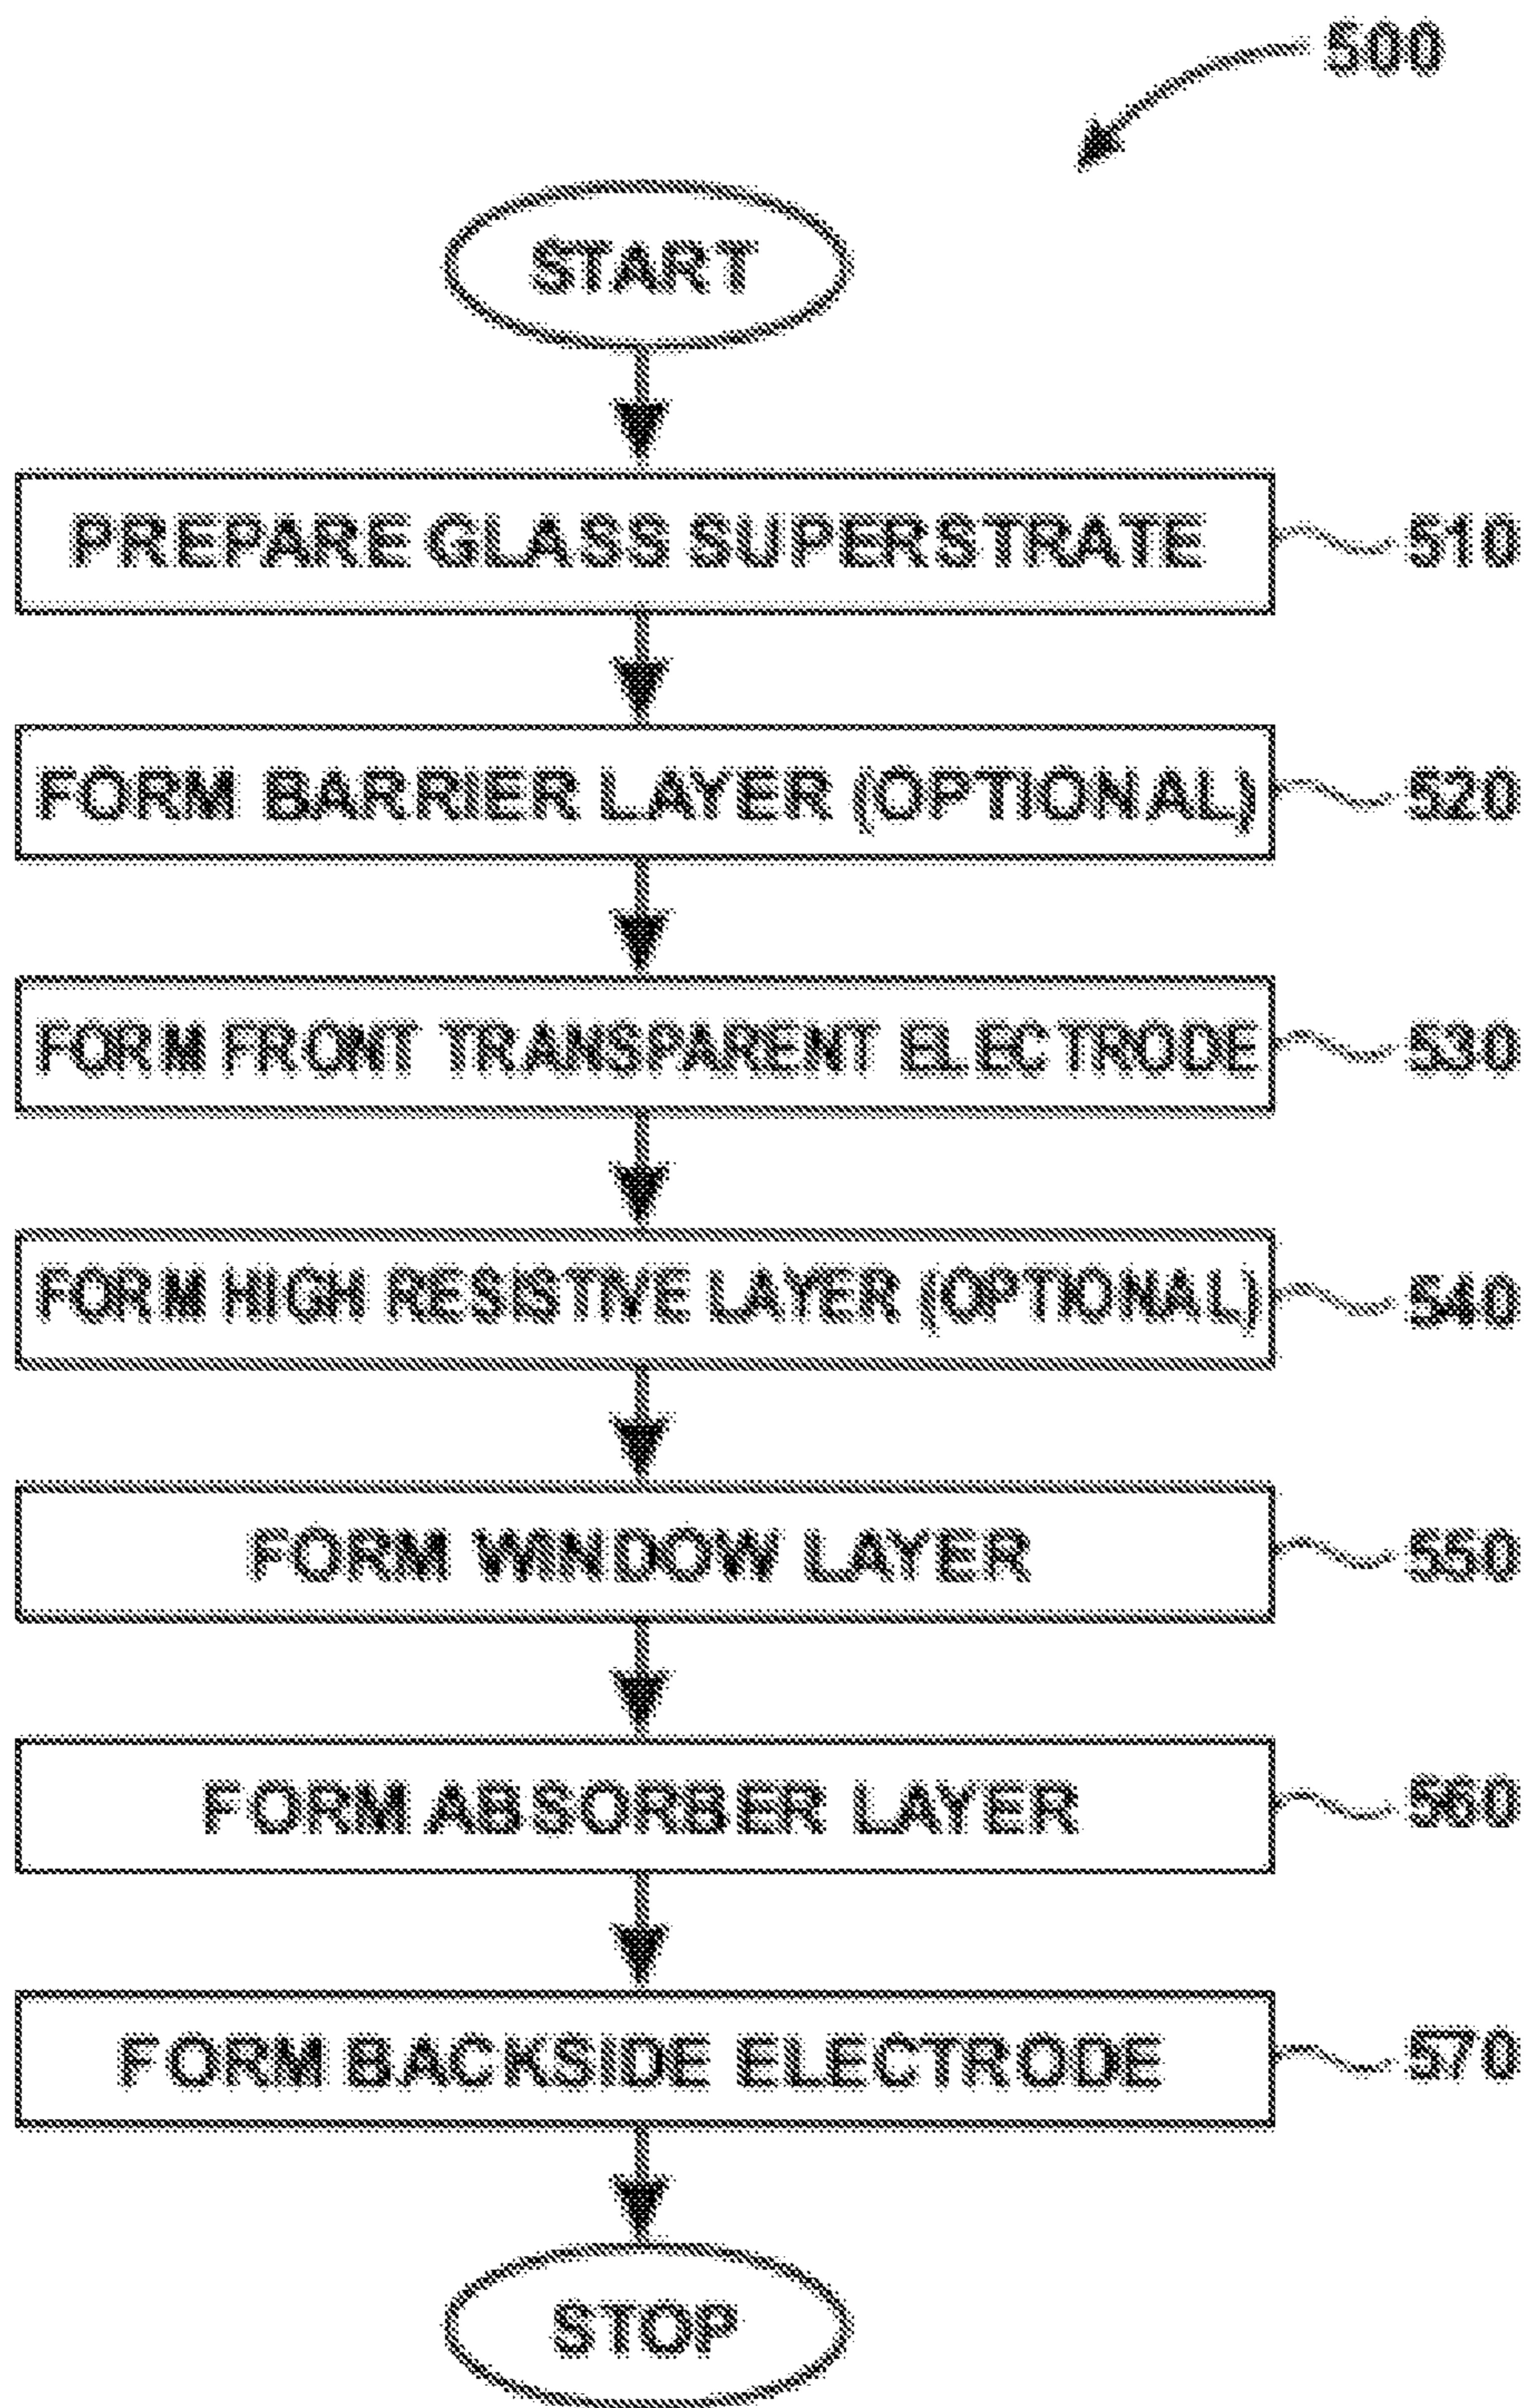 500
START
PREPARE GLASS SUPERSTRATE 510
FORM BARRIER LAYER (OPTIONAL) 520
FORM FRONT TRANSPARENT ELECTRODE 530
FORM HIGH RESISTIVE LAYER (OPTIONAL) 540
FORM WINDOW LAYER 550
FORM ABSORBER LAYER 560
FORM BACKSIDE ELECTRODE 570
STOP